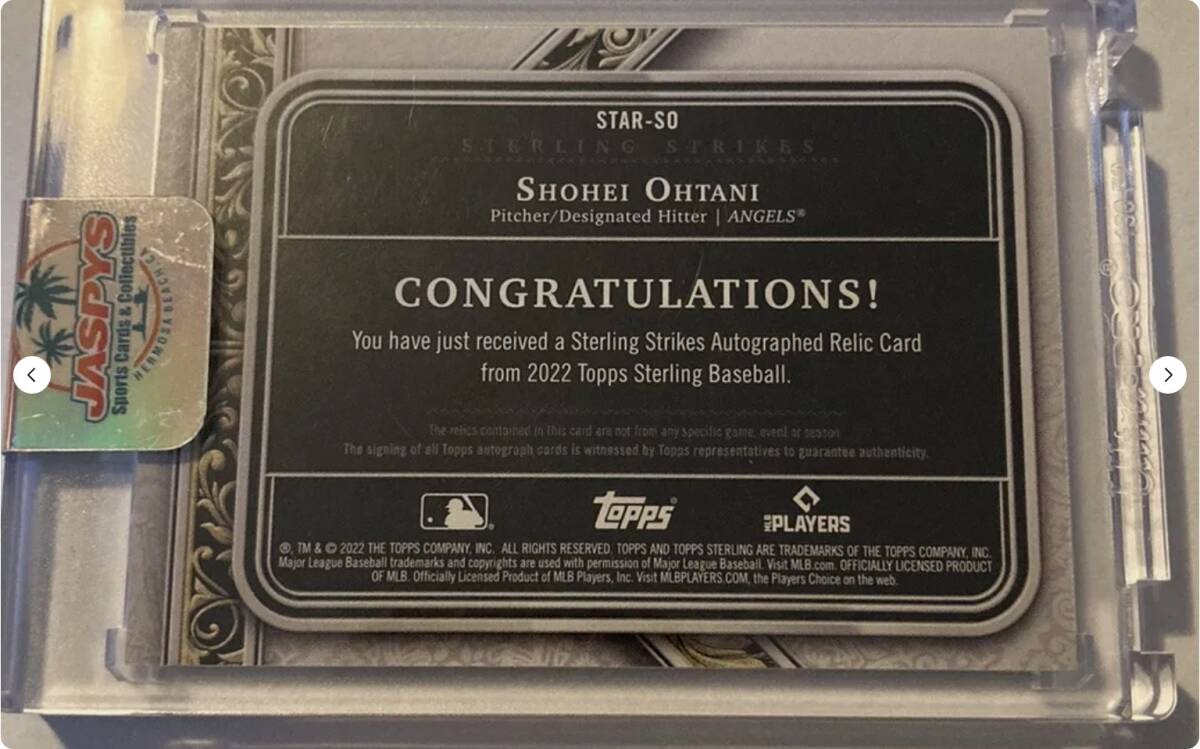 STAR-SO
STERLING STRIKES
SHOHEI OHTANI
Pitcher/Designated Hitter | ANGELS®
CONGRATULATIONS!
You have just received a Sterling Strikes Autographed Relic Card
from 2022 Topps Sterling Baseball.
The relics contained in this card are not from any specific game, event or season
The signing of all Topps autograph cards is witnessed by Topps representatives to guarantee authenticity.
TOPPS®
MLB PLAYERS
®, TM & © 2022 THE TOPPS COMPANY, INC. ALL RIGHTS RESERVED. TOPPS AND TOPPS STERLING ARE TRADEMARKS OF THE TOPPS COMPANY, INC.
Major League Baseball trademarks and copyrights are used with permission of Major League Baseball. Visit MLB.com. OFFICIALLY LICENSED PRODUCT
OF MLB. Officially Licensed Product of MLB Players, Inc. Visit MLBPLAYERS.COM, the Players Choice on the web.
JASPYS
Sports Cards & Collectibles
HERMOSA BEACH, CA